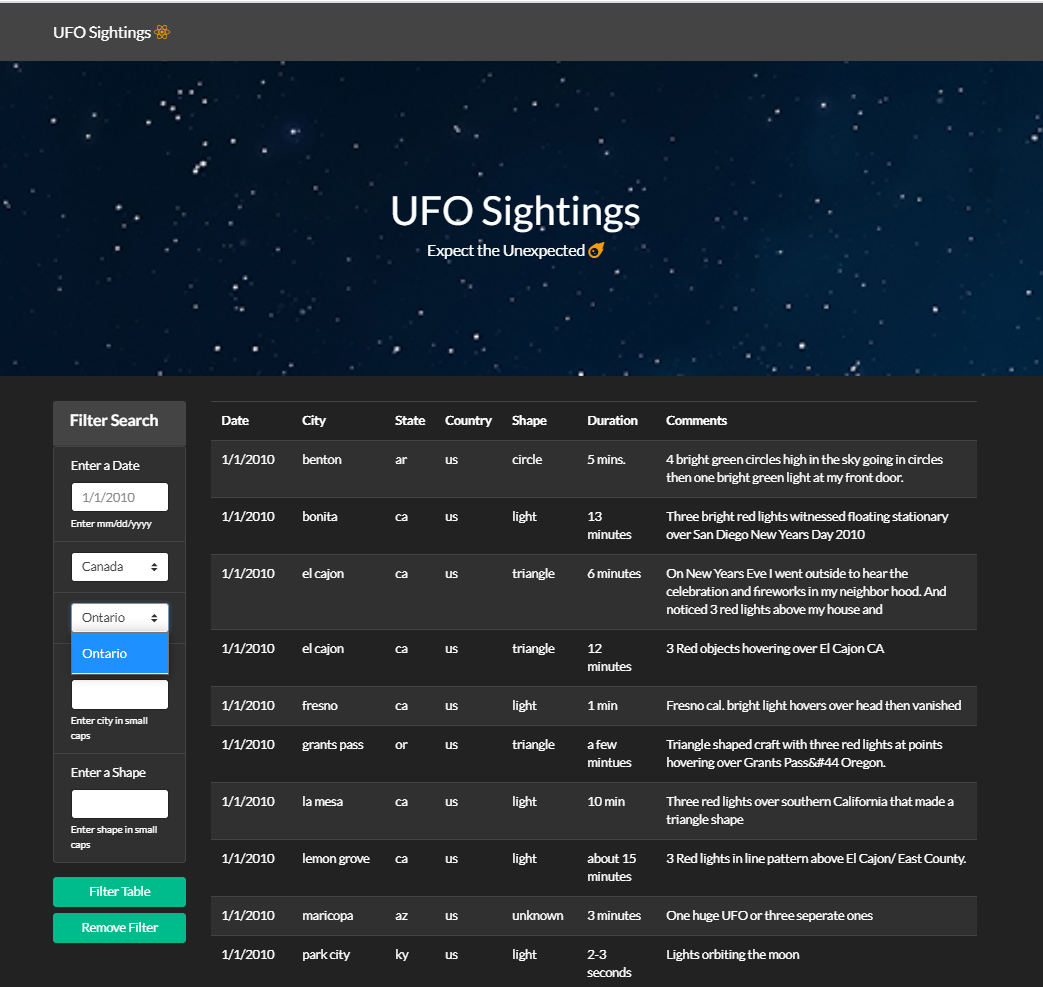 UFO Sightings
UFO Sightings
Expect the Unexpected
Filter Search
Enter a Date
1/1/2010
Enter mm/dd/yyyy
Canada
Ontario
Ontario
Enter city in small
caps
Enter a Shape
Enter shape in small
caps
Filter Table
Remove Filter
Date City State Country Shape Duration Comments
1/1/2010 benton ar us circle 5 mins. 4 bright green circles high in the sky going in circles
then one bright green light at my front door.
1/1/2010 bonita ca us light 13 Three bright red lights witnessed floating stationary
minutes over San Diego New Years Day 2010
1/1/2010 el cajon ca us triangle 6 minutes On New Years Eve I went outside to hear the
celebration and fireworks in my neighbor hood. And
noticed 3 red lights above my house and
1/1/2010 el cajon ca us triangle 12 3 Red objects hovering over El Cajon CA
minutes
1/1/2010 fresno ca us light 1 min Fresno cal. bright light hovers over head then vanished
1/1/2010 grants pass or us triangle a few Triangle shaped craft with three red lights at points
mintues hovering over Grants Pass&#44 Oregon.
1/1/2010 la mesa ca us light 10 min Three red lights over southern California that made a
triangle shape
1/1/2010 lemon grove ca us light about 15 3 Red lights in line pattern above El Cajon/ East County.
minutes
1/1/2010 maricopa az us unknown 3 minutes One huge UFO or three seperate ones
1/1/2010 park city ky us light 2-3 Lights orbiting the moon
seconds